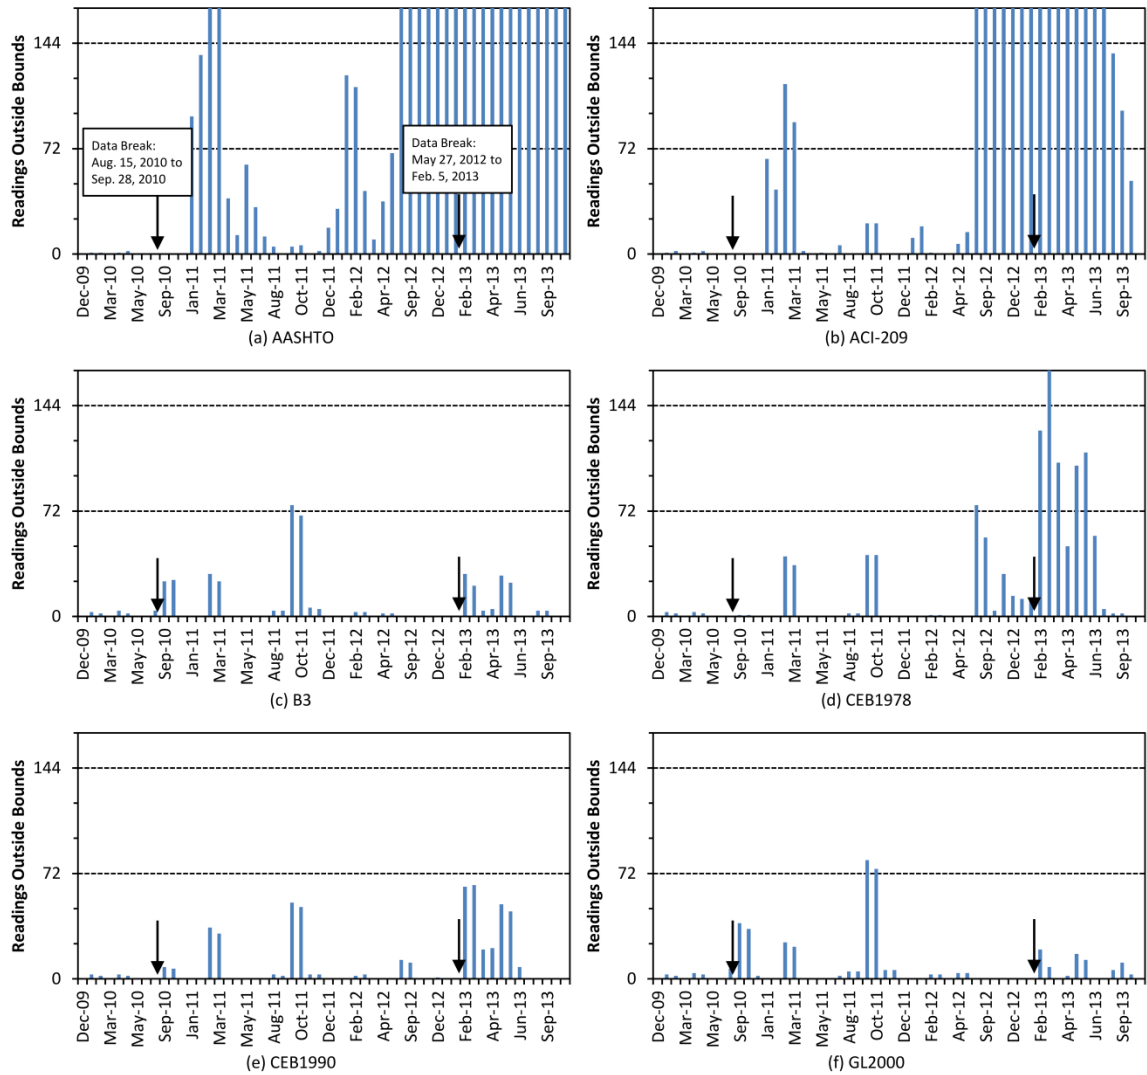 Readings Outside Bounds
144
72
0
Data Break:
Aug. 15, 2010 to
Sep. 28, 2010
Data Break:
May 27, 2012 to
Feb. 5, 2013
Dec-09
Mar-10
May-10
Sep-10
Jan-11
Mar-11
May-11
Aug-11
Oct-11
Dec-11
Feb-12
Apr-12
Sep-12
Dec-12
Feb-13
Apr-13
Jun-13
Sep-13
(a) AASHTO
Readings Outside Bounds
144
72
0
Dec-09
Mar-10
May-10
Sep-10
Jan-11
Mar-11
May-11
Aug-11
Oct-11
Dec-11
Feb-12
Apr-12
Sep-12
Dec-12
Feb-13
Apr-13
Jun-13
Sep-13
(b) ACI-209
Readings Outside Bounds
144
72
0
Dec-09
Mar-10
May-10
Sep-10
Jan-11
Mar-11
May-11
Aug-11
Oct-11
Dec-11
Feb-12
Apr-12
Sep-12
Dec-12
Feb-13
Apr-13
Jun-13
Sep-13
(c) B3
Readings Outside Bounds
144
72
0
Dec-09
Mar-10
May-10
Sep-10
Jan-11
Mar-11
May-11
Aug-11
Oct-11
Dec-11
Feb-12
Apr-12
Sep-12
Dec-12
Feb-13
Apr-13
Jun-13
Sep-13
(d) CEB1978
Readings Outside Bounds
144
72
0
Dec-09
Mar-10
May-10
Sep-10
Jan-11
Mar-11
May-11
Aug-11
Oct-11
Dec-11
Feb-12
Apr-12
Sep-12
Dec-12
Feb-13
Apr-13
Jun-13
Sep-13
(e) CEB1990
Readings Outside Bounds
144
72
0
Dec-09
Mar-10
May-10
Sep-10
Jan-11
Mar-11
May-11
Aug-11
Oct-11
Dec-11
Feb-12
Apr-12
Sep-12
Dec-12
Feb-13
Apr-13
Jun-13
Sep-13
(f) GL2000